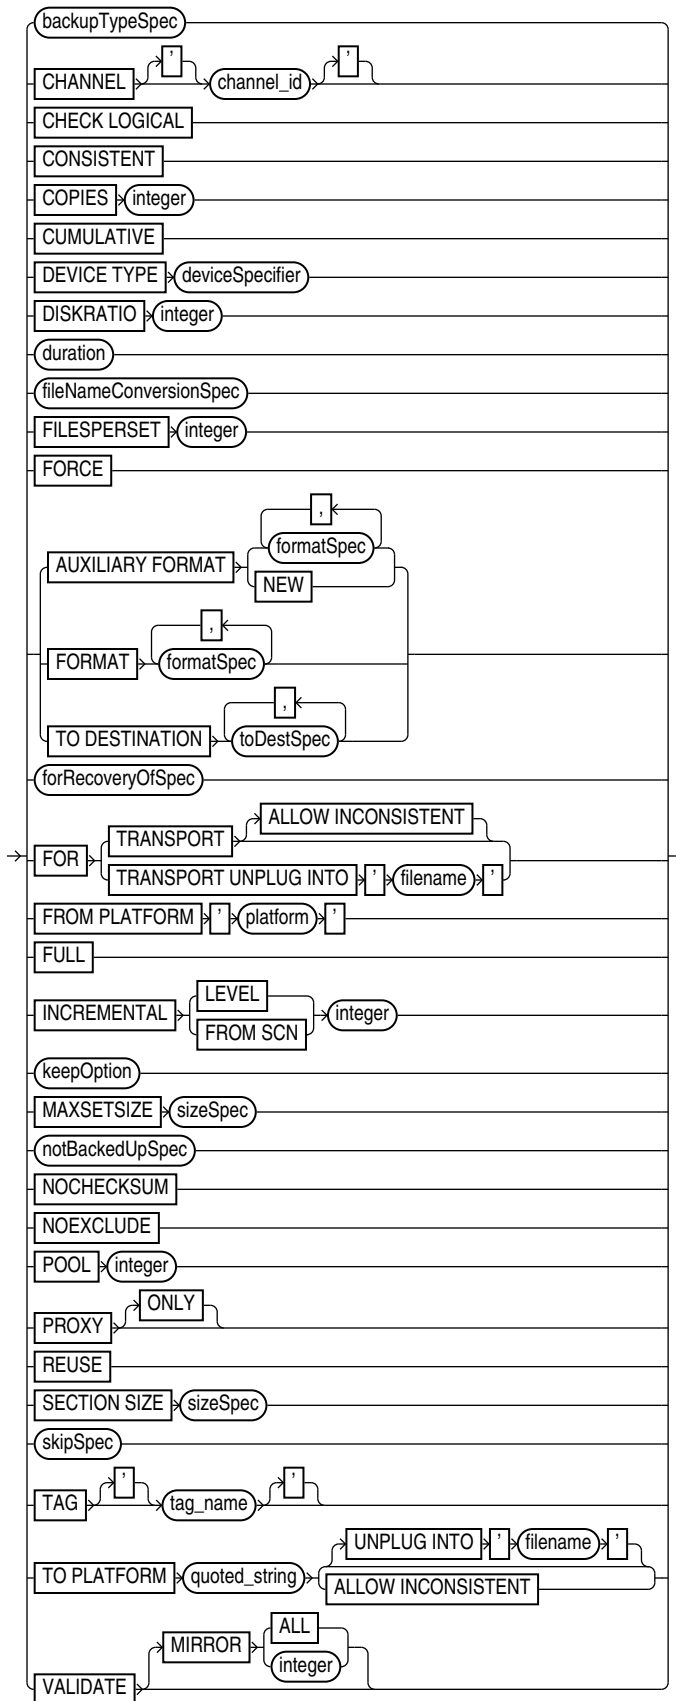 backupTypeSpec
' '
CHANNEL channel_id
CHECK LOGICAL
CONSISTENT
COPIES integer
CUMULATIVE
DEVICE TYPE deviceSpecifier
DISKRATIO integer
duration
fileNameConversionSpec
FILESPERSET integer
FORCE
,
formatSpec
AUXILIARY FORMAT
NEW
,
FORMAT formatSpec
,
TO DESTINATION toDestSpec
forRecoveryOfSpec
ALLOW INCONSISTENT
TRANSPORT
FOR
TRANSPORT UNPLUG INTO ' filename '
FROM PLATFORM ' platform '
FULL
LEVEL
INCREMENTAL integer
FROM SCN
keepOption
MAXSETSIZE sizeSpec
notBackedUpSpec
NOCHECKSUM
NOEXCLUDE
POOL integer
ONLY
PROXY
REUSE
SECTION SIZE sizeSpec
skipSpec
' '
TAG tag_name
UNPLUG INTO ' filename '
TO PLATFORM quoted_string
ALLOW INCONSISTENT
ALL
MIRROR
integer
VALIDATE